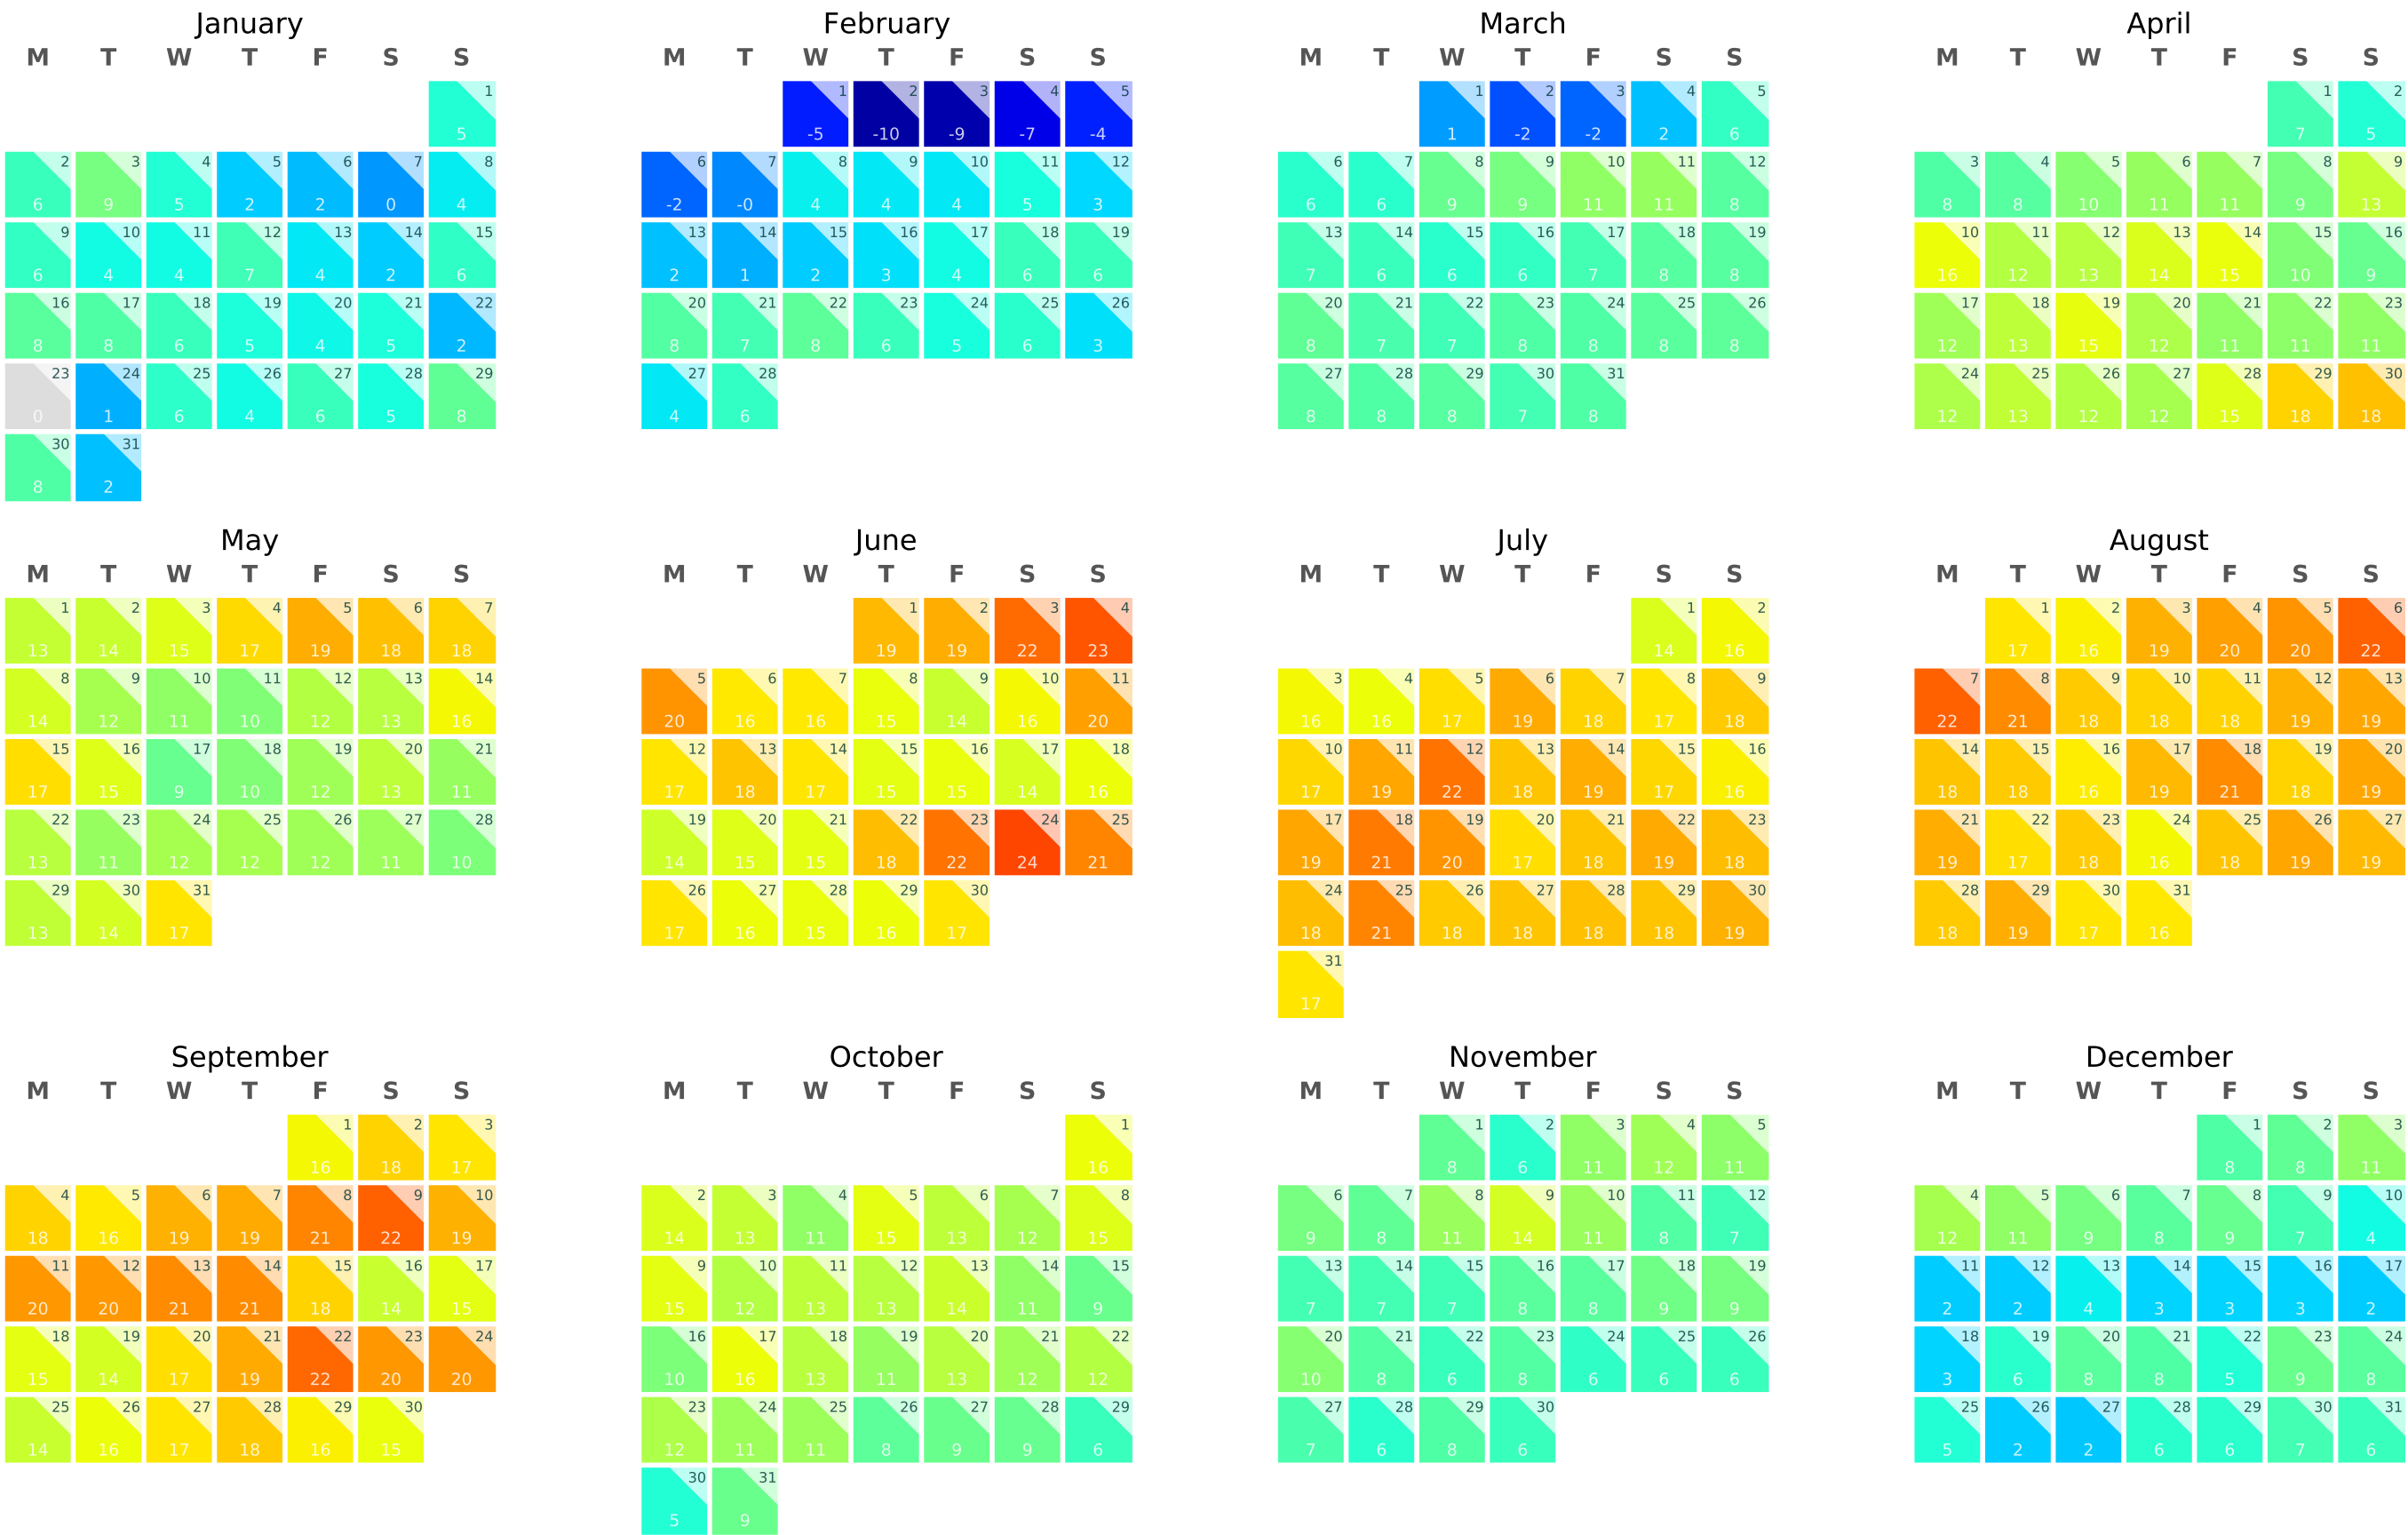 January February March April
M T W T F S S M T W T F S S M T W T F S S M T W T F S S
1 1 2 3 4 5 1 2 3 4 5 1 2
5 -5 -10 -9 -7 -4 1 -2 -2 2 6 7 5
2 3 4 5 6 7 8 6 7 8 9 10 11 12 6 7 8 9 10 11 12 3 4 5 6 7 8 9
6 9 5 2 2 0 4 -2 -0 4 4 4 5 3 6 6 9 9 11 11 8 8 8 10 11 11 9 13
9 10 11 12 13 14 15 13 14 15 16 17 18 19 13 14 15 16 17 18 19 10 11 12 13 14 15 16
6 4 4 7 4 2 6 2 1 2 3 4 6 6 7 6 6 6 7 8 8 16 12 13 14 15 10 9
16 17 18 19 20 21 22 20 21 22 23 24 25 26 20 21 22 23 24 25 26 17 18 19 20 21 22 23
8 8 6 5 4 5 2 8 7 8 6 5 6 3 8 7 7 8 8 8 8 12 13 15 12 11 11 11
23 24 25 26 27 28 29 27 28 27 28 29 30 31 24 25 26 27 28 29 30
0 1 6 4 6 5 8 4 6 8 8 8 7 8 12 13 12 12 15 18 18
30 31
8 2
May June July August
M T W T F S S M T W T F S S M T W T F S S M T W T F S S
1 2 3 4 5 6 7 1 2 3 4 1 2 1 2 3 4 5 6
13 14 15 17 19 18 18 19 19 22 23 14 16 17 16 19 20 20 22
8 9 10 11 12 13 14 5 6 7 8 9 10 11 3 4 5 6 7 8 9 7 8 9 10 11 12 13
14 12 11 10 12 13 16 20 16 16 15 14 16 20 16 16 17 19 18 17 18 22 21 18 18 18 19 19
15 16 17 18 19 20 21 12 13 14 15 16 17 18 10 11 12 13 14 15 16 14 15 16 17 18 19 20
17 15 9 10 12 13 11 17 18 17 15 15 14 16 17 19 22 18 19 17 16 18 18 16 19 21 18 19
22 23 24 25 26 27 28 19 20 21 22 23 24 25 17 18 19 20 21 22 23 21 22 23 24 25 26 27
13 11 12 12 12 11 10 14 15 15 18 22 24 21 19 21 20 17 18 19 18 19 17 18 16 18 19 19
29 30 31 26 27 28 29 30 24 25 26 27 28 29 30 28 29 30 31
13 14 17 17 16 15 16 17 18 21 18 18 18 18 19 18 19 17 16
31
17
September October November December
M T W T F S S M T W T F S S M T W T F S S M T W T F S S
1 2 3 1 1 2 3 4 5 1 2 3
16 18 17 16 8 6 11 12 11 8 8 11
4 5 6 7 8 9 10 2 3 4 5 6 7 8 6 7 8 9 10 11 12 4 5 6 7 8 9 10
18 16 19 19 21 22 19 14 13 11 15 13 12 15 9 8 11 14 11 8 7 12 11 9 8 9 7 4
11 12 13 14 15 16 17 9 10 11 12 13 14 15 13 14 15 16 17 18 19 11 12 13 14 15 16 17
20 20 21 21 18 14 15 15 12 13 13 14 11 9 7 7 7 8 8 9 9 2 2 4 3 3 3 2
18 19 20 21 22 23 24 16 17 18 19 20 21 22 20 21 22 23 24 25 26 18 19 20 21 22 23 24
15 14 17 19 22 20 20 10 16 13 11 13 12 12 10 8 6 8 6 6 6 3 6 8 8 5 9 8
25 26 27 28 29 30 23 24 25 26 27 28 29 27 28 29 30 25 26 27 28 29 30 31
14 16 17 18 16 15 12 11 11 8 9 9 6 7 6 8 6 5 2 2 6 6 7 6
30 31
5 9